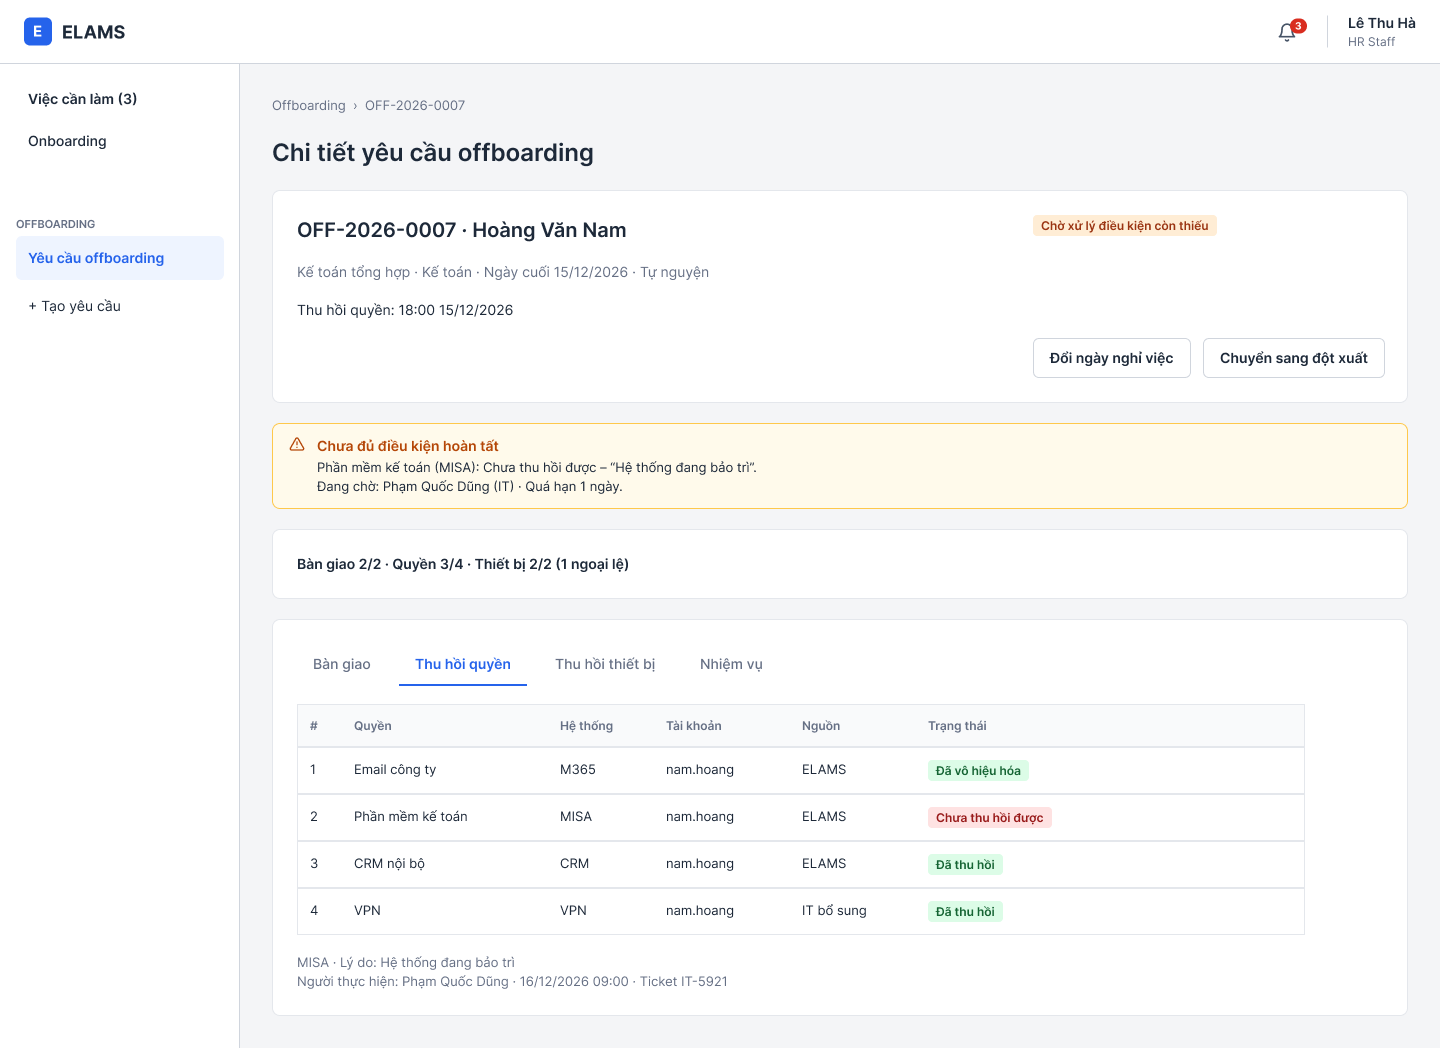 E ELAMS
3
Lê Thu Hà
HR Staff
Việc cần làm (3)
Onboarding
OFFBOARDING
Yêu cầu offboarding
+ Tạo yêu cầu
Offboarding › OFF-2026-0007
Chi tiết yêu cầu offboarding
OFF-2026-0007 · Hoàng Văn Nam
Chờ xử lý điều kiện còn thiếu
Kế toán tổng hợp · Kế toán · Ngày cuối 15/12/2026 · Tự nguyện
Thu hồi quyền: 18:00 15/12/2026
Đổi ngày nghỉ việc
Chuyển sang đột xuất
Chưa đủ điều kiện hoàn tất
Phần mềm kế toán (MISA): Chưa thu hồi được – “Hệ thống đang bảo trì”.
Đang chờ: Phạm Quốc Dũng (IT) · Quá hạn 1 ngày.
Bàn giao 2/2 · Quyền 3/4 · Thiết bị 2/2 (1 ngoại lệ)
Bàn giao Thu hồi quyền Thu hồi thiết bị Nhiệm vụ
# Quyền Hệ thống Tài khoản Nguồn Trạng thái
1 Email công ty M365 nam.hoang ELAMS Đã vô hiệu hóa
2 Phần mềm kế toán MISA nam.hoang ELAMS Chưa thu hồi được
3 CRM nội bộ CRM nam.hoang ELAMS Đã thu hồi
4 VPN VPN nam.hoang IT bổ sung Đã thu hồi
MISA · Lý do: Hệ thống đang bảo trì
Người thực hiện: Phạm Quốc Dũng · 16/12/2026 09:00 · Ticket IT-5921